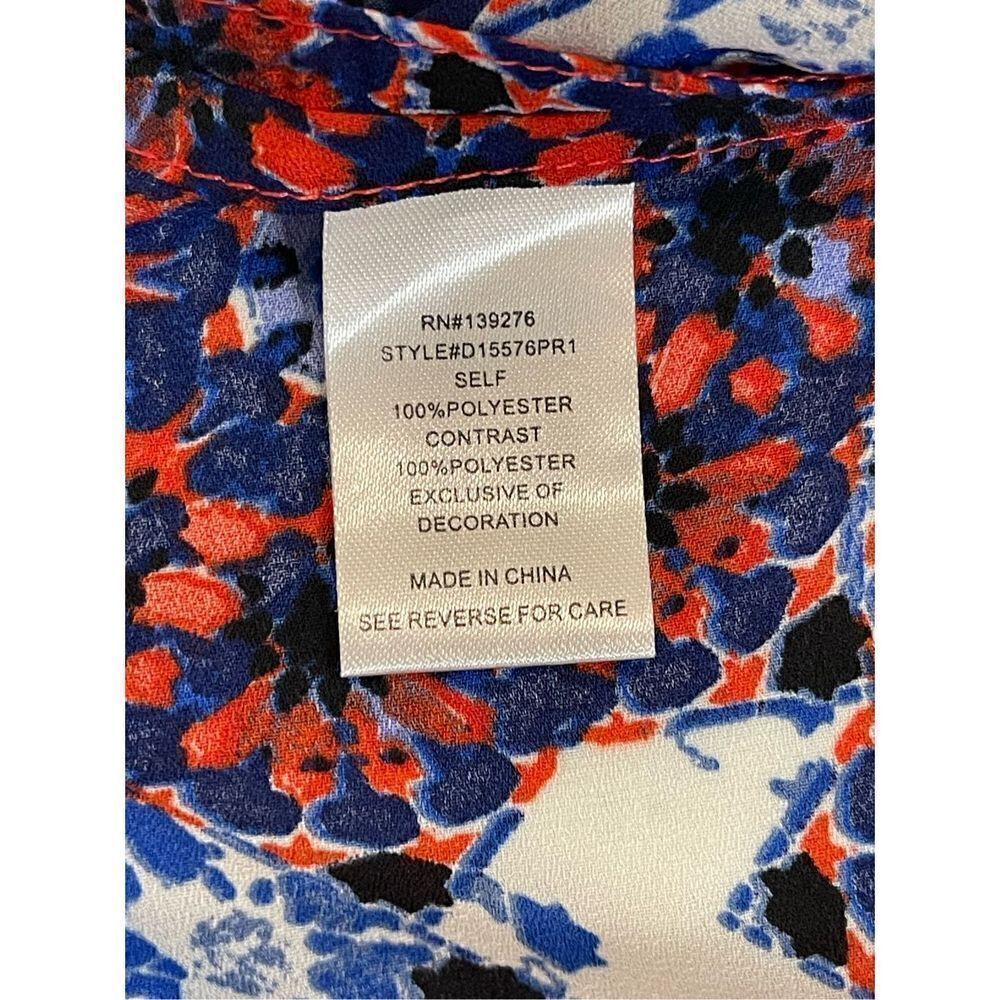 RN#139276
STYLE#D15576PR1
SELF
100%POLYESTER
CONTRAST
100%POLYESTER
EXCLUSIVE OF
DECORATION
MADE IN CHINA
SEE REVERSE FOR CARE